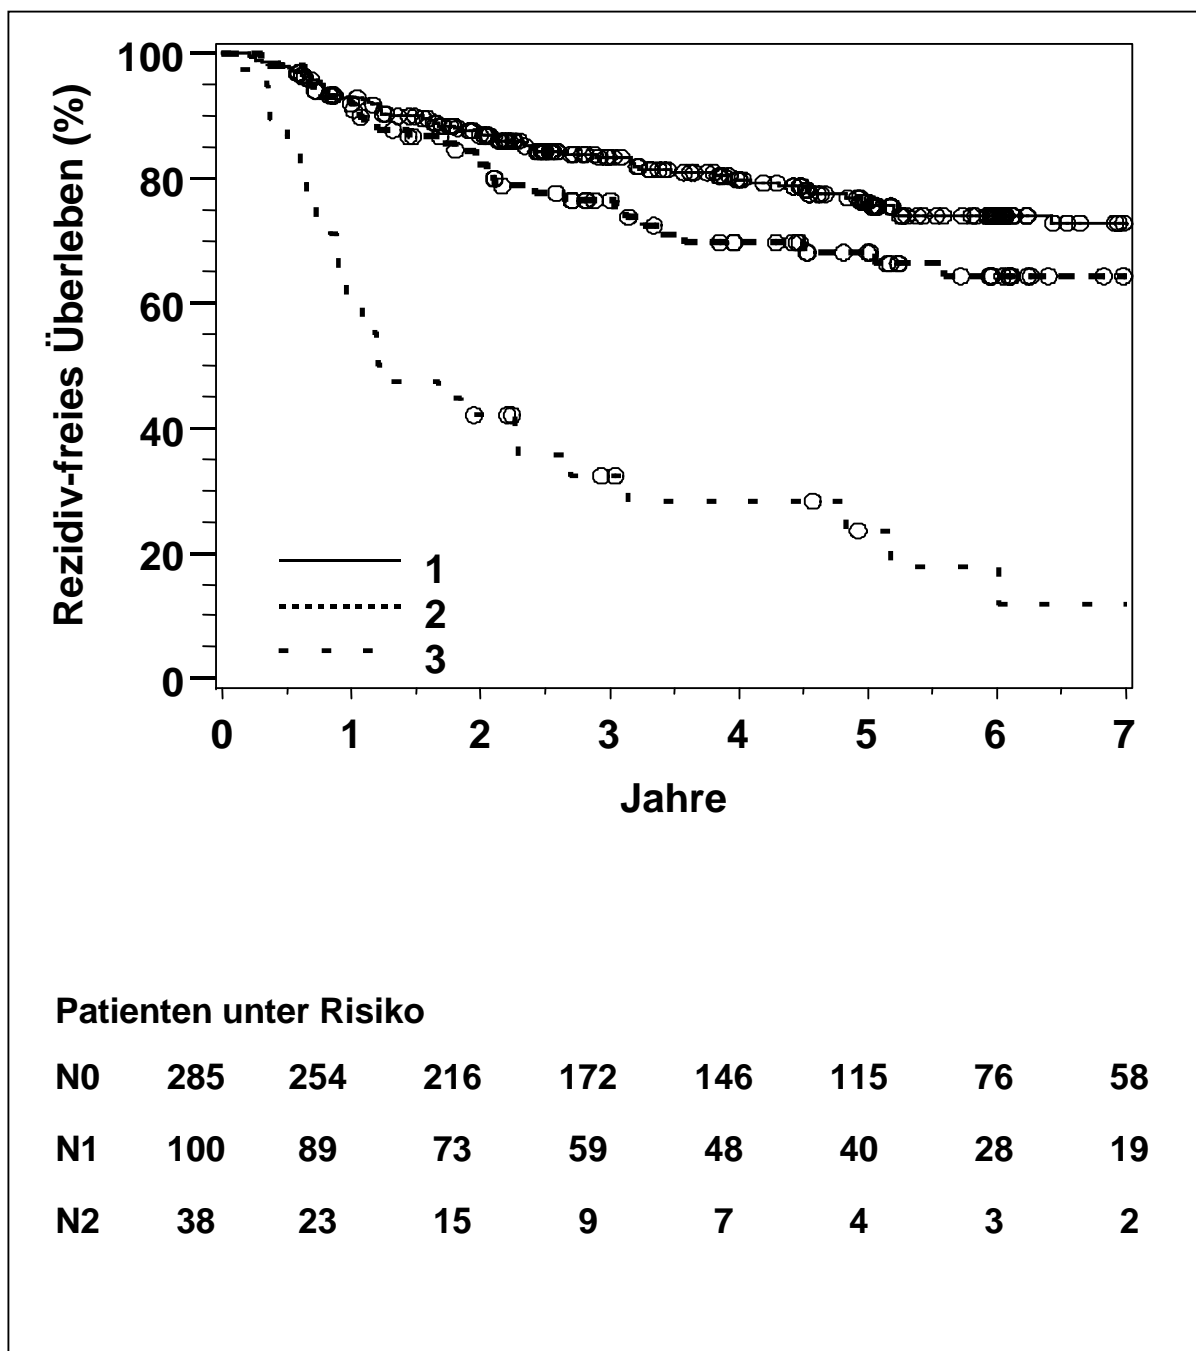 Rezidiv-freies Überleben (%)
100
80
60
40
20
0
1
2
3
0 1 2 3 4 5 6 7
Jahre
Patienten unter Risiko
N0 285 254 216 172 146 115 76 58
N1 100 89 73 59 48 40 28 19
N2 38 23 15 9 7 4 3 2